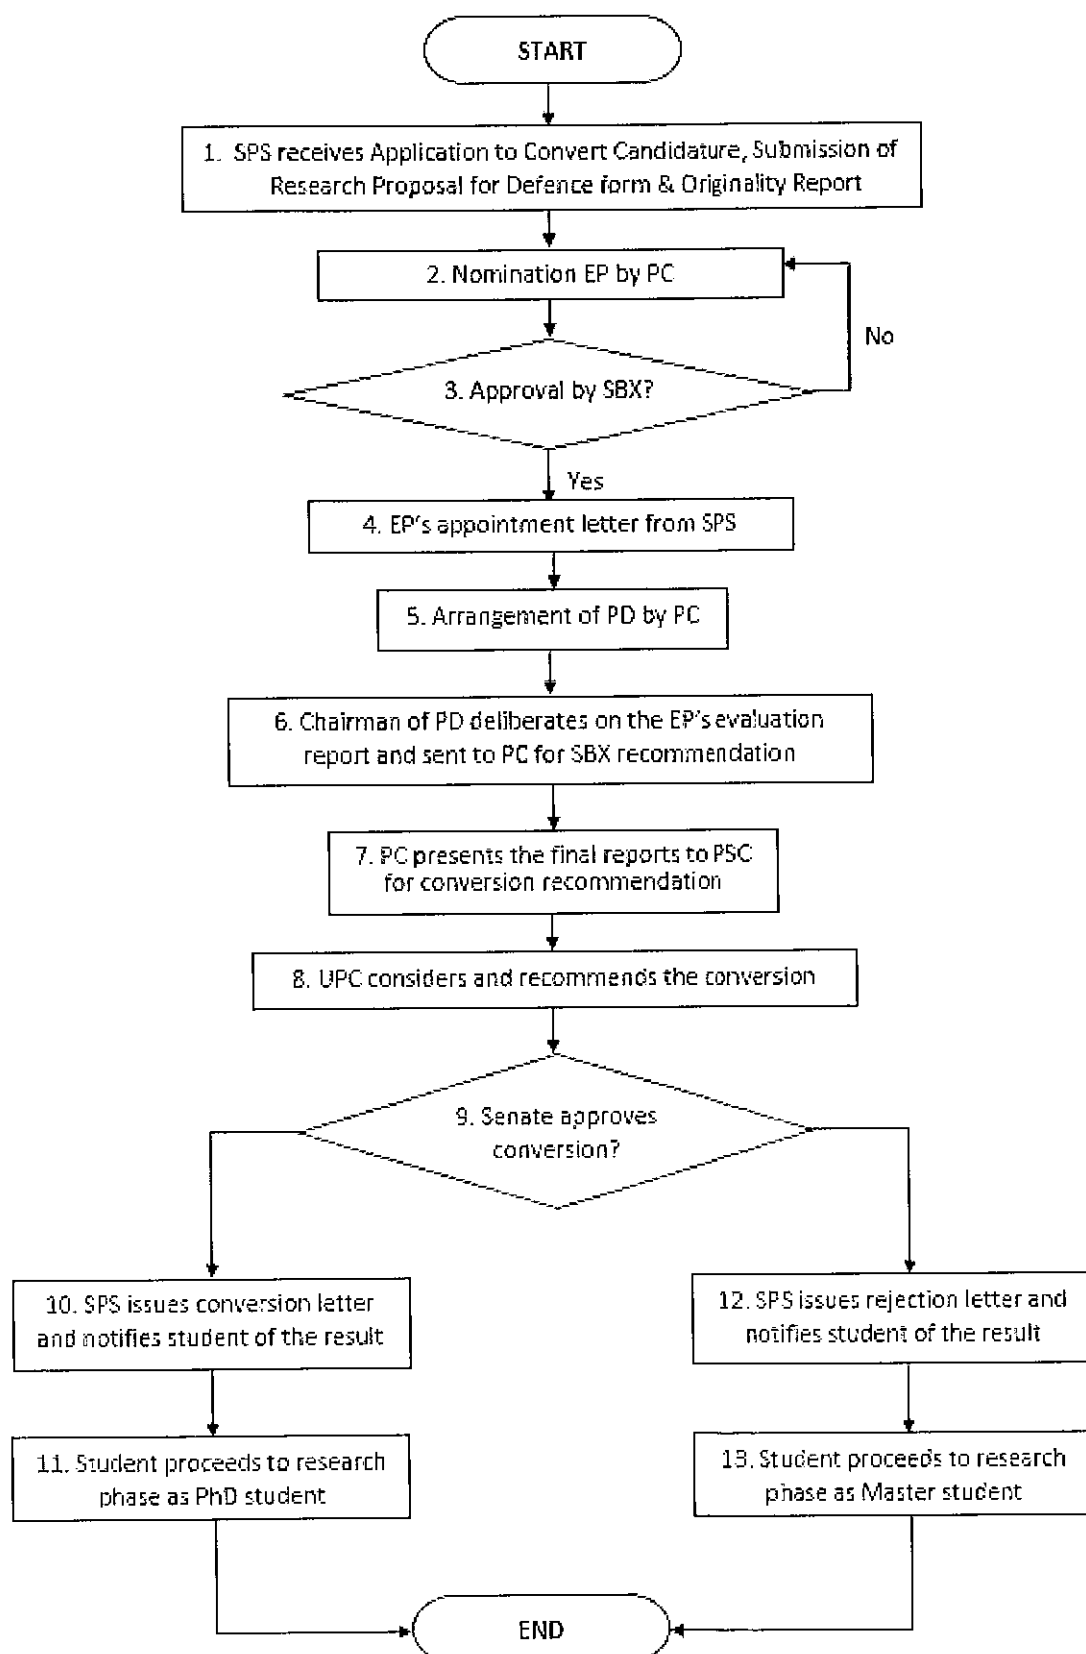 START
1. SPS receives Application to Convert Candidature, Submission of
Research Proposal for Defence form & Originality Report
2. Nomination EP by PC
No
3. Approval by SBX?
Yes
4. EP's appointment letter from SPS
5. Arrangement of PD by PC
6. Chairman of PD deliberates on the EP's evaluation
report and sent to PC for SBX recommendation
7. PC presents the final reports to PSC
for conversion recommendation
8. UPC considers and recommends the conversion
9. Senate approves
conversion?
10. SPS issues conversion letter
and notifies student of the result
12. SPS issues rejection letter and
notifies student of the result
11. Student proceeds to research
phase as PhD student
13. Student proceeds to research
phase as Master student
END